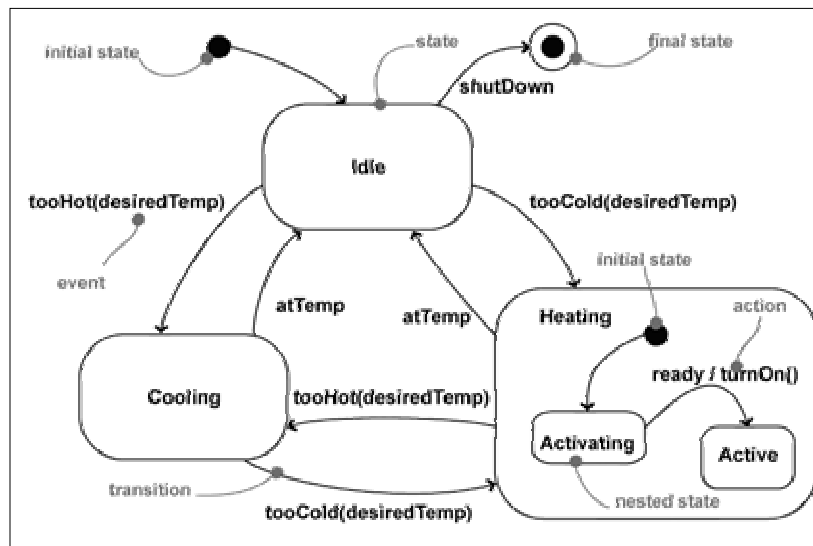 initial state
state
final state
shutDown
Idle
tooHot(desiredTemp)
tooCold(desiredTemp)
event
initial state
atTemp
atTemp
Heating
action
ready / turnOn()
Cooling
tooHot(desiredTemp)
Activating
Active
transition
nested state
tooCold(desiredTemp)